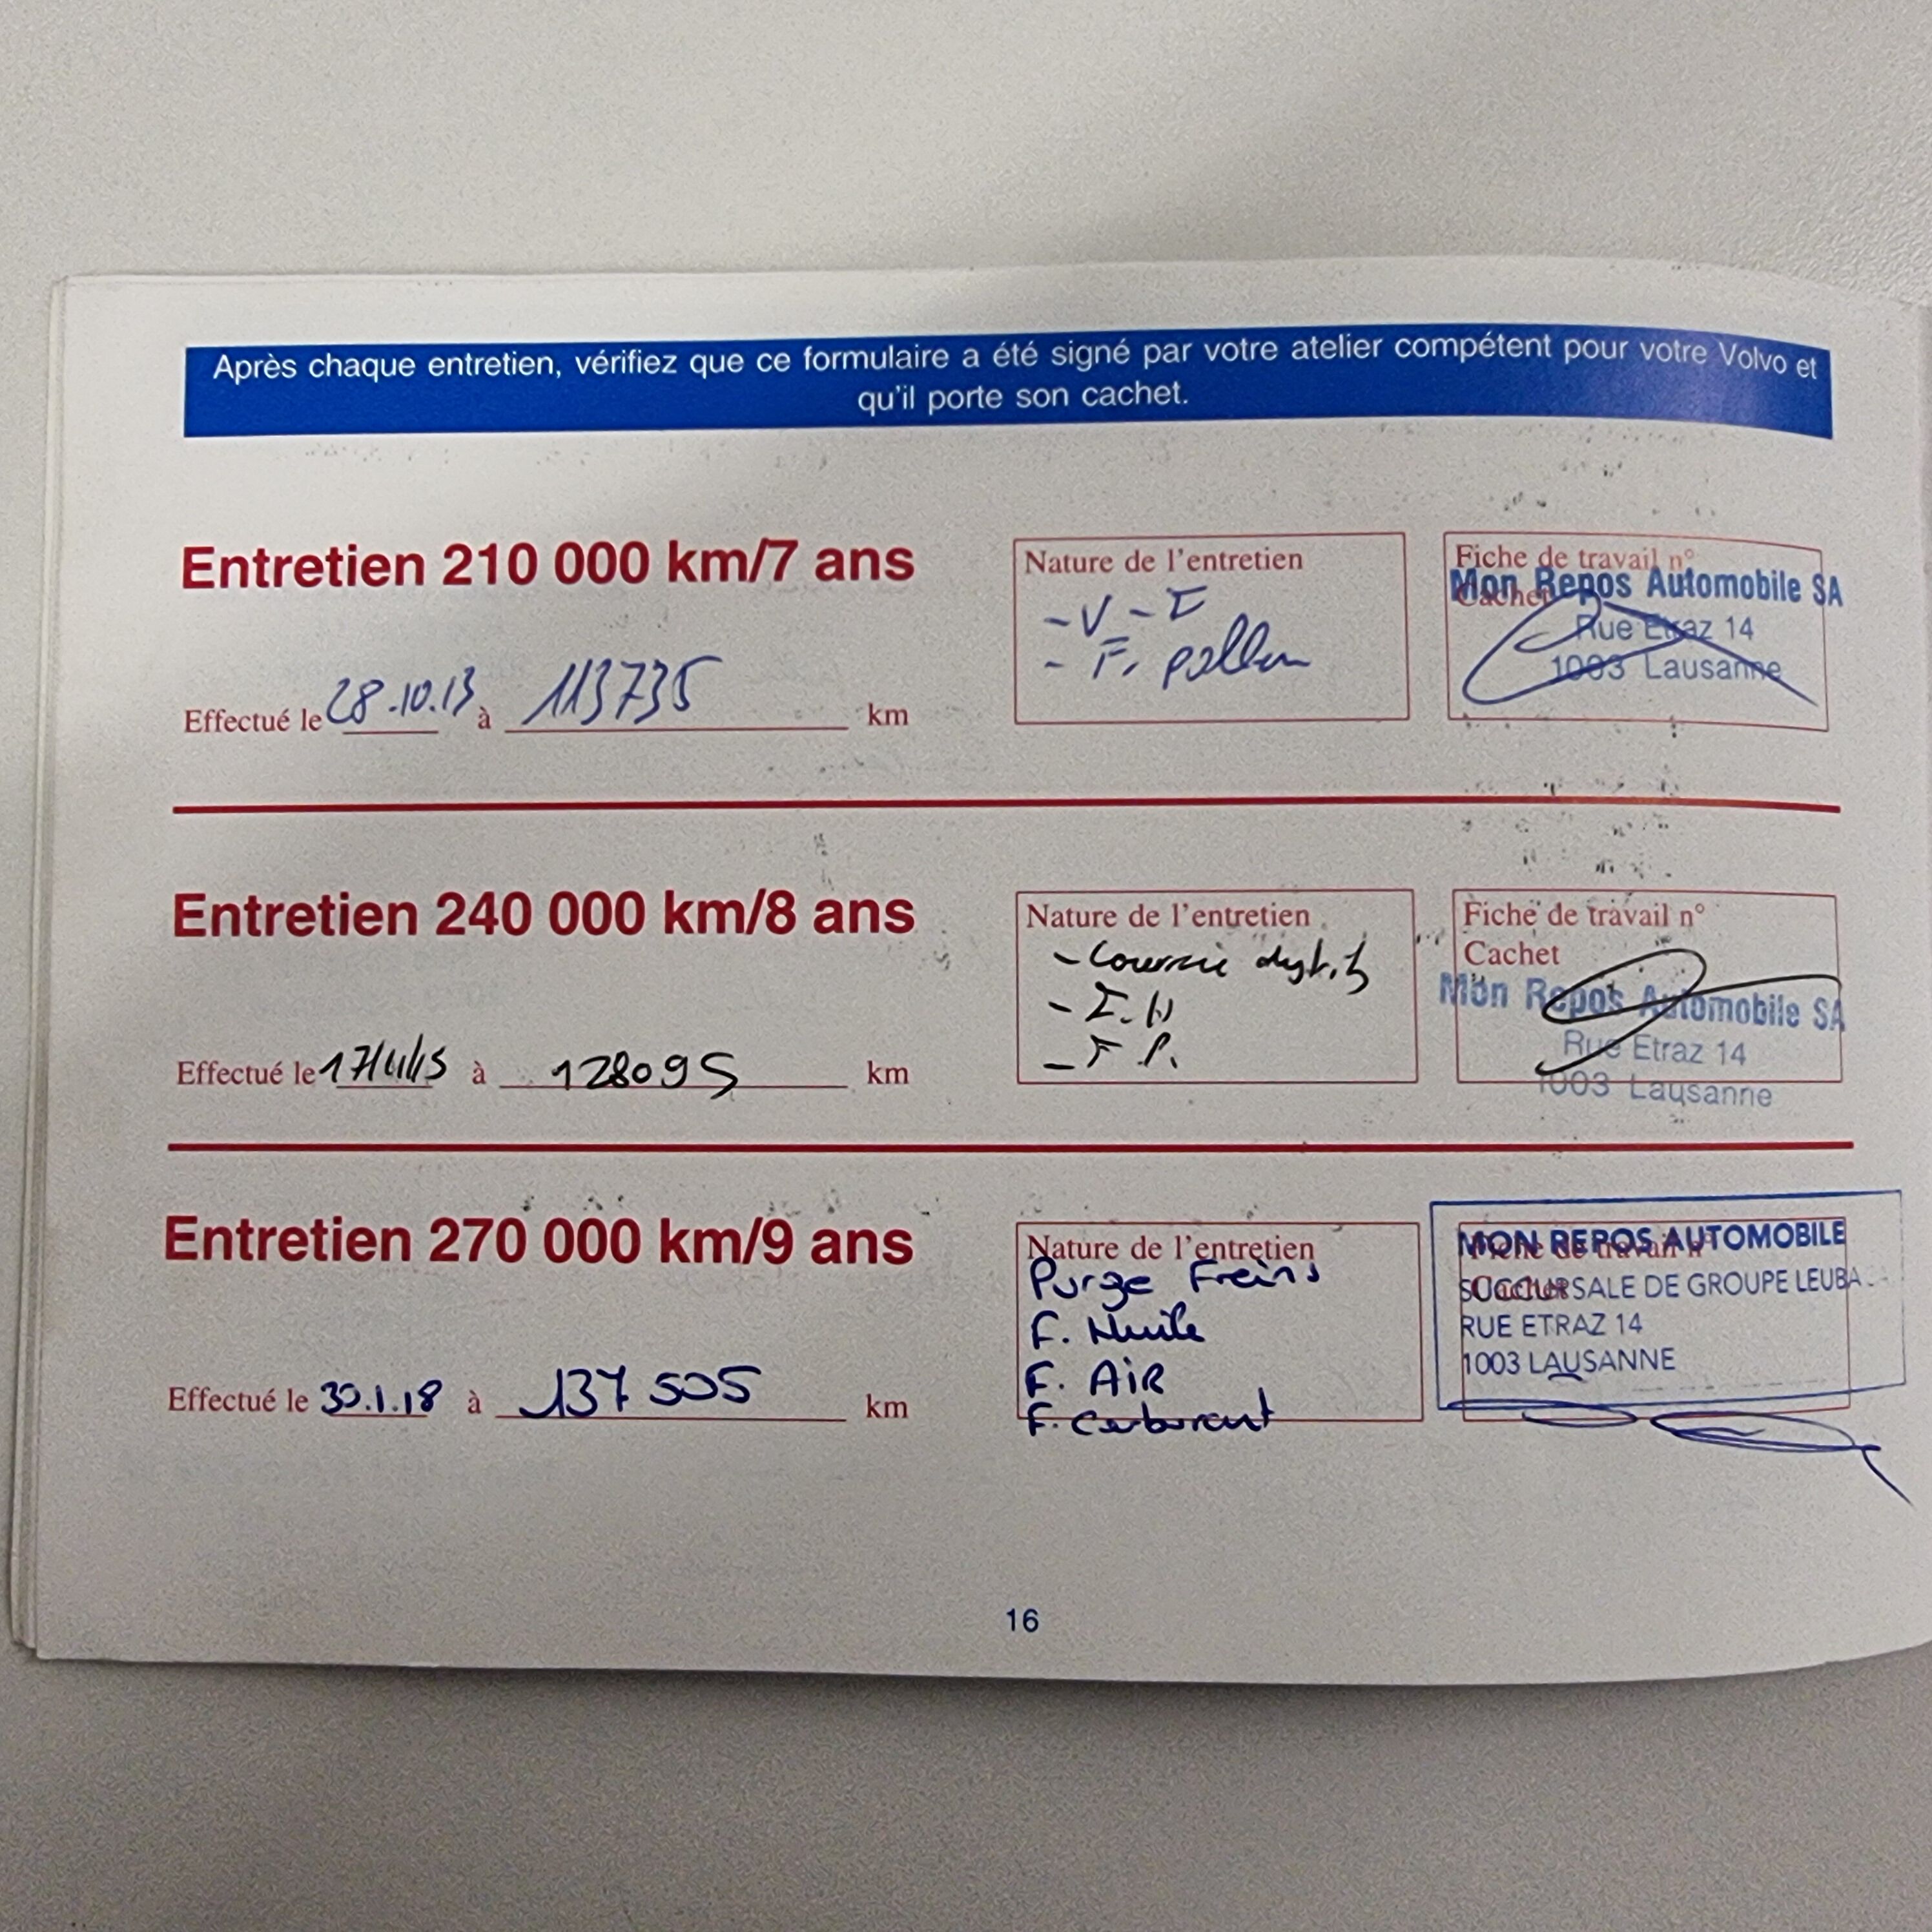 Après chaque entretien, vérifiez que ce formulaire a été signé par votre atelier compétent pour votre Volvo et
qu'il porte son cachet.
Entretien 210 000 km/7 ans
Effectué le 28.10.13 à 113735 km
Nature de l'entretien
- V - E
- F. pollen
Fiche de travail n°
Cachet
Mon Repos Automobile SA
Rue Etraz 14
1003 Lausanne
Entretien 240 000 km/8 ans
Effectué le à 128095 km
Nature de l'entretien
- Courroie distrib
- F.
Fiche de travail n°
Cachet
Mon Repos Automobile SA
Rue Etraz 14
1003 Lausanne
Entretien 270 000 km/9 ans
Effectué le 30.1.18 à 137 505 km
Nature de l'entretien
Purge Freins
F. Huile
F. AiR
F. Carburant
Fiche de travail n°
Cachet
MON REPOS AUTOMOBILE
SUCCURSALE DE GROUPE LEUBA
RUE ETRAZ 14
1003 LAUSANNE
16